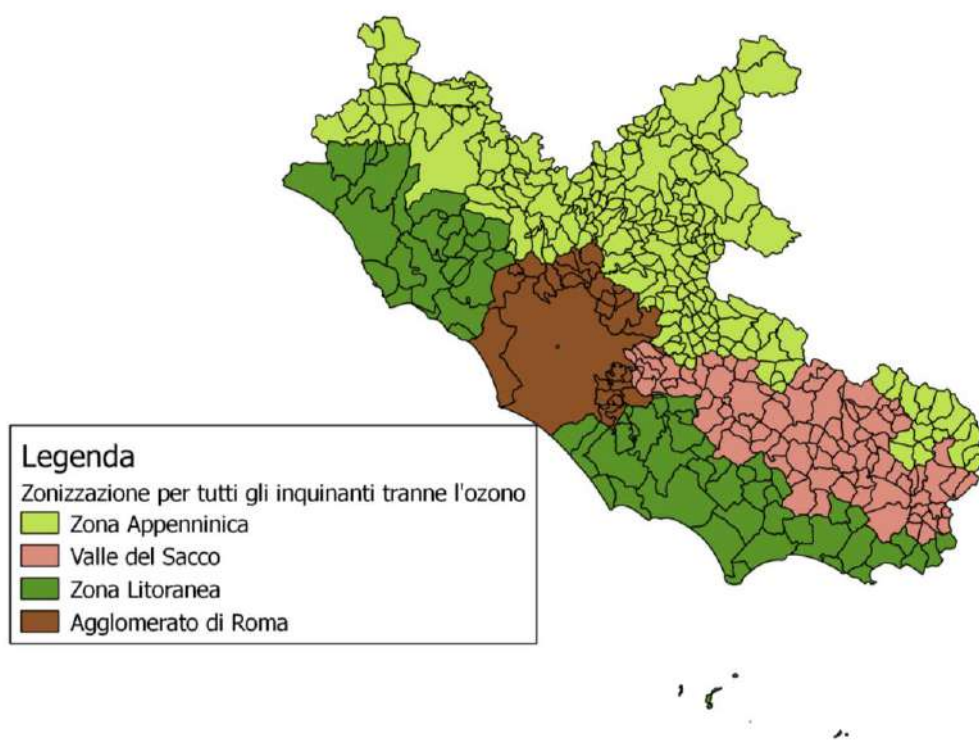 Legenda
Zonizzazione per tutti gli inquinanti tranne l'ozono
Zona Appenninica
Valle del Sacco
Zona Litoranea
Agglomerato di Roma